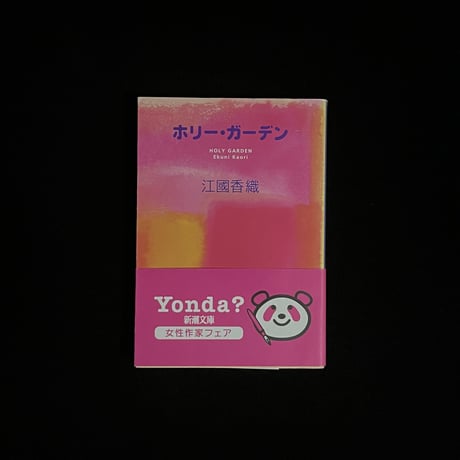 ホリー・ガーデン
HOLY GARDEN
Ekuni Kaori
江國香織
Yonda?
新潮文庫
女性作家フェア